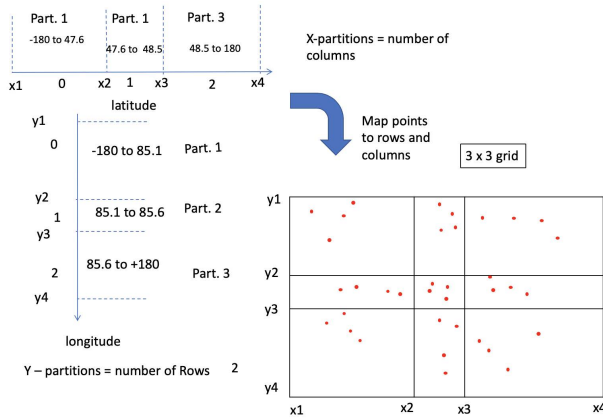 Part. 1 Part. 1 Part. 3
-180 to 47.6 47.6 to 48.5 48.5 to 180
x1 0 x2 1 x3 2 x4
latitude
X-partitions = number of
columns
Map points
to rows and
columns
3 x 3 grid
y1
0
-180 to 85.1 Part. 1
y2
1 85.1 to 85.6 Part. 2
y3
2 85.6 to +180 Part. 3
y4
longitude
Y – partitions = number of Rows 2
y1
y2
y3
y4
x1 x2 x3 x4